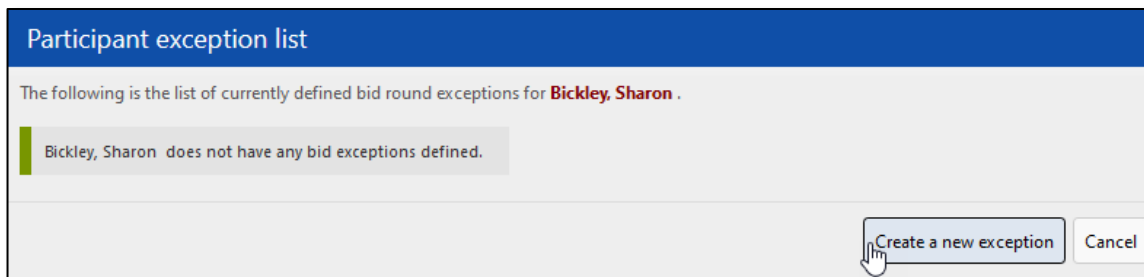 Participant exception list
The following is the list of currently defined bid round exceptions for Bickley, Sharon .
Bickley, Sharon does not have any bid exceptions defined.
Create a new exception Cancel